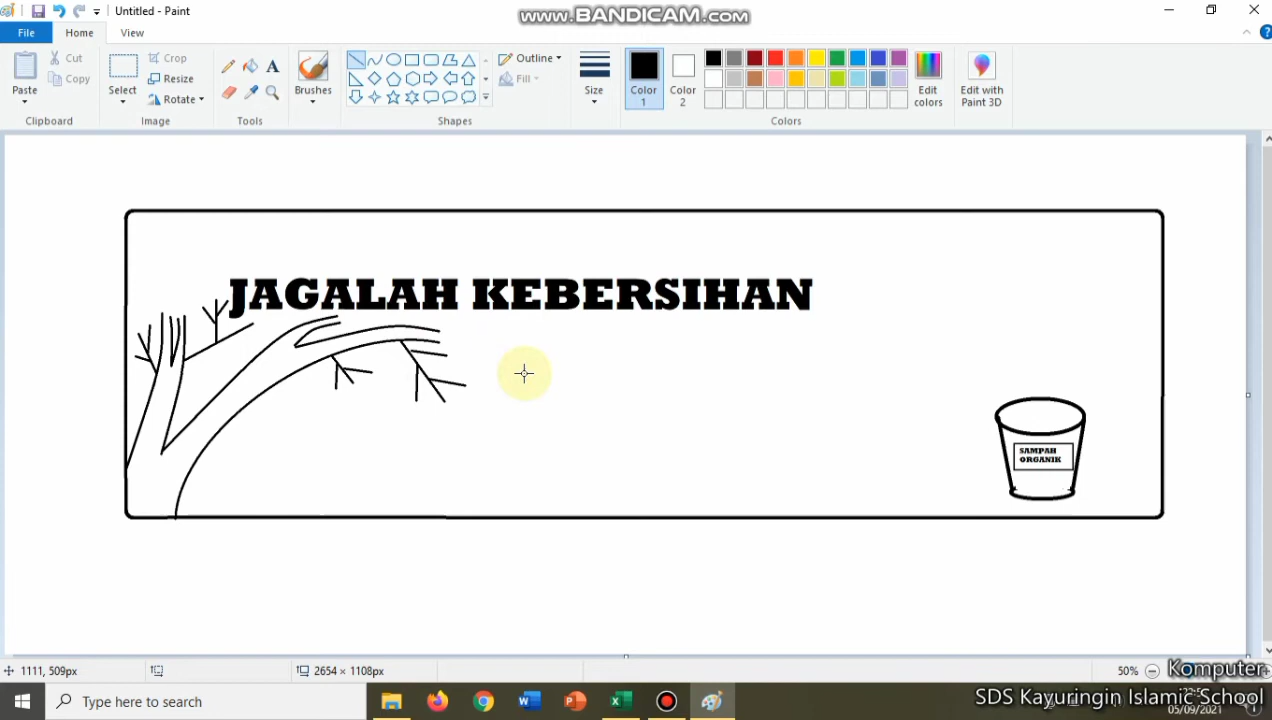 Untitled - Paint
www.BANDICAM.com
File
Home
View
Paste
Cut
Copy
Clipboard
Select
Crop
Resize
Rotate
Image
Tools
Brushes
Shapes
Outline
Fill
Size
Color 1
Color 2
Colors
Edit colors
Edit with Paint 3D
JAGALAH KEBERSIHAN
SAMPAH
ORGANIK
1111, 509px
2654 × 1108px
50%
Komputer
Type here to search
SDS Kayuringin Islamic School
05/09/2021